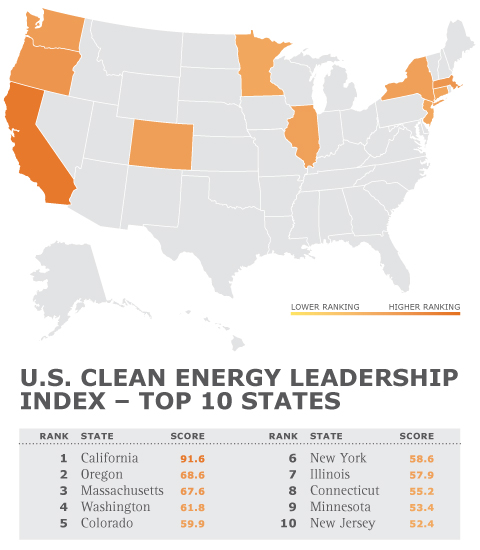 LOWER RANKING HIGHER RANKING
U.S. CLEAN ENERGY LEADERSHIP
INDEX – TOP 10 STATES
RANK STATE SCORE RANK STATE SCORE
1 California 91.6 6 New York 58.6
2 Oregon 68.6 7 Illinois 57.9
3 Massachusetts 67.6 8 Connecticut 55.2
4 Washington 61.8 9 Minnesota 53.4
5 Colorado 59.9 10 New Jersey 52.4